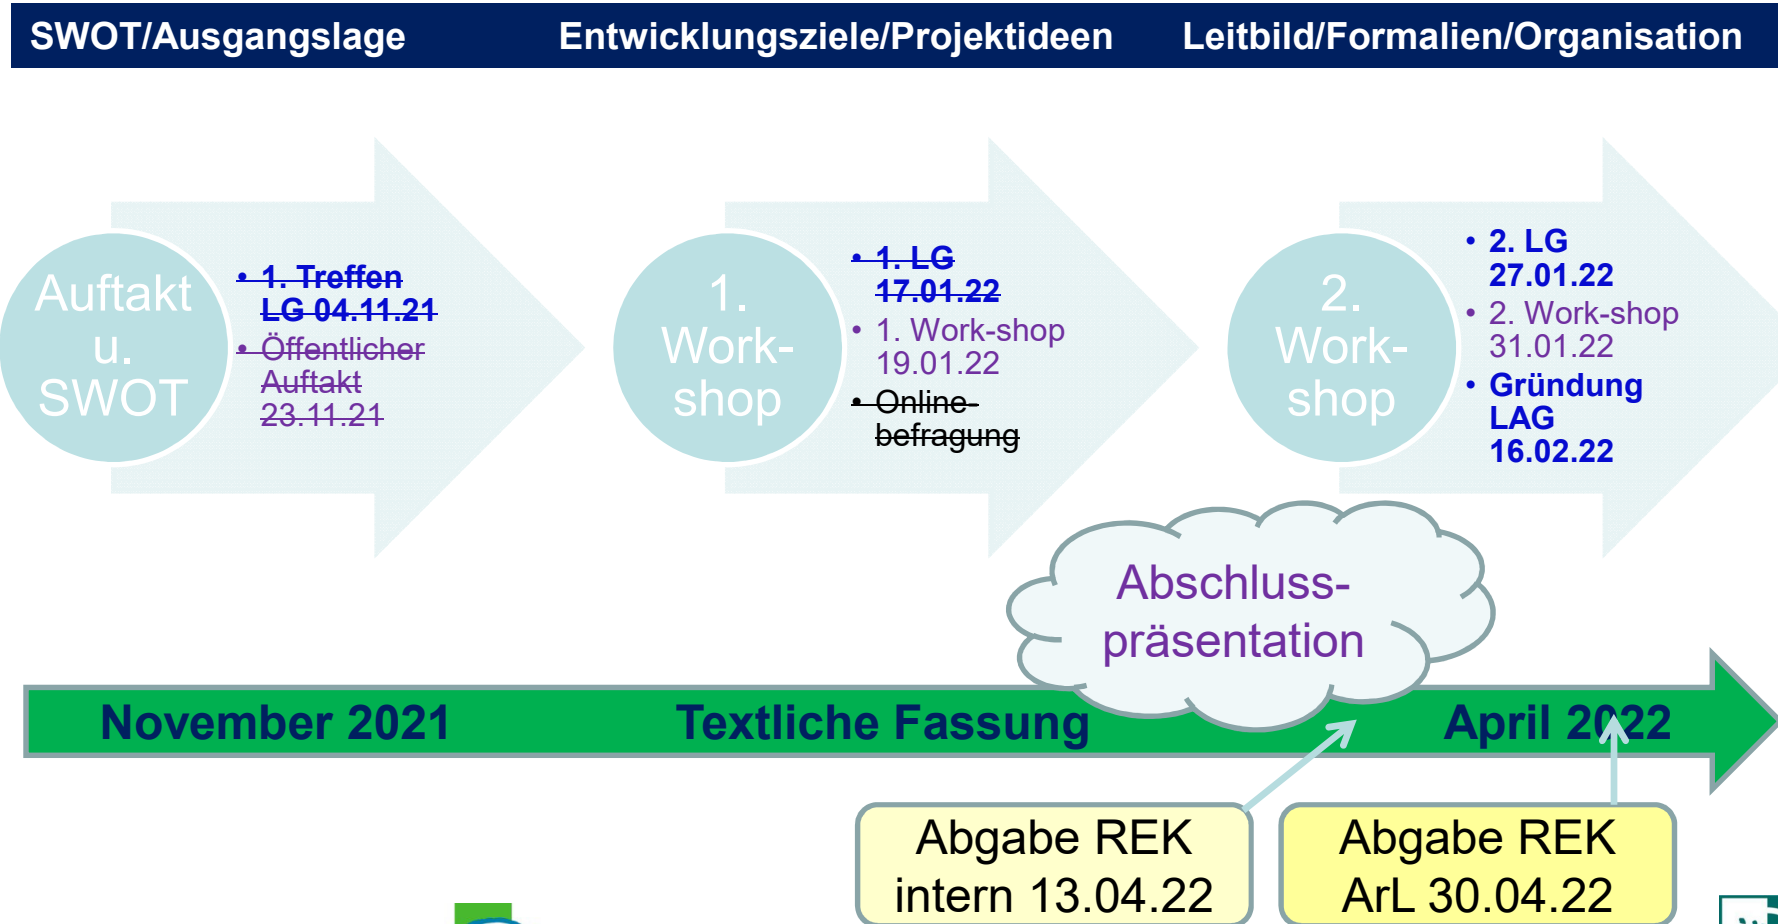 SWOT/Ausgangslage Entwicklungsziele/Projektideen Leitbild/Formalien/Organisation
Auftakt
u.
SWOT
• 1. Treffen
LG 04.11.21
• Öffentlicher
Auftakt
23.11.21
1.
Work-
shop
• 1. LG
17.01.22
• 1. Work-shop
19.01.22
• Online-
befragung
2.
Work-
shop
• 2. LG
27.01.22
• 2. Work-shop
31.01.22
• Gründung
LAG
16.02.22
Abschluss-
präsentation
November 2021 Textliche Fassung April 2022
Abgabe REK
intern 13.04.22
Abgabe REK
ArL 30.04.22